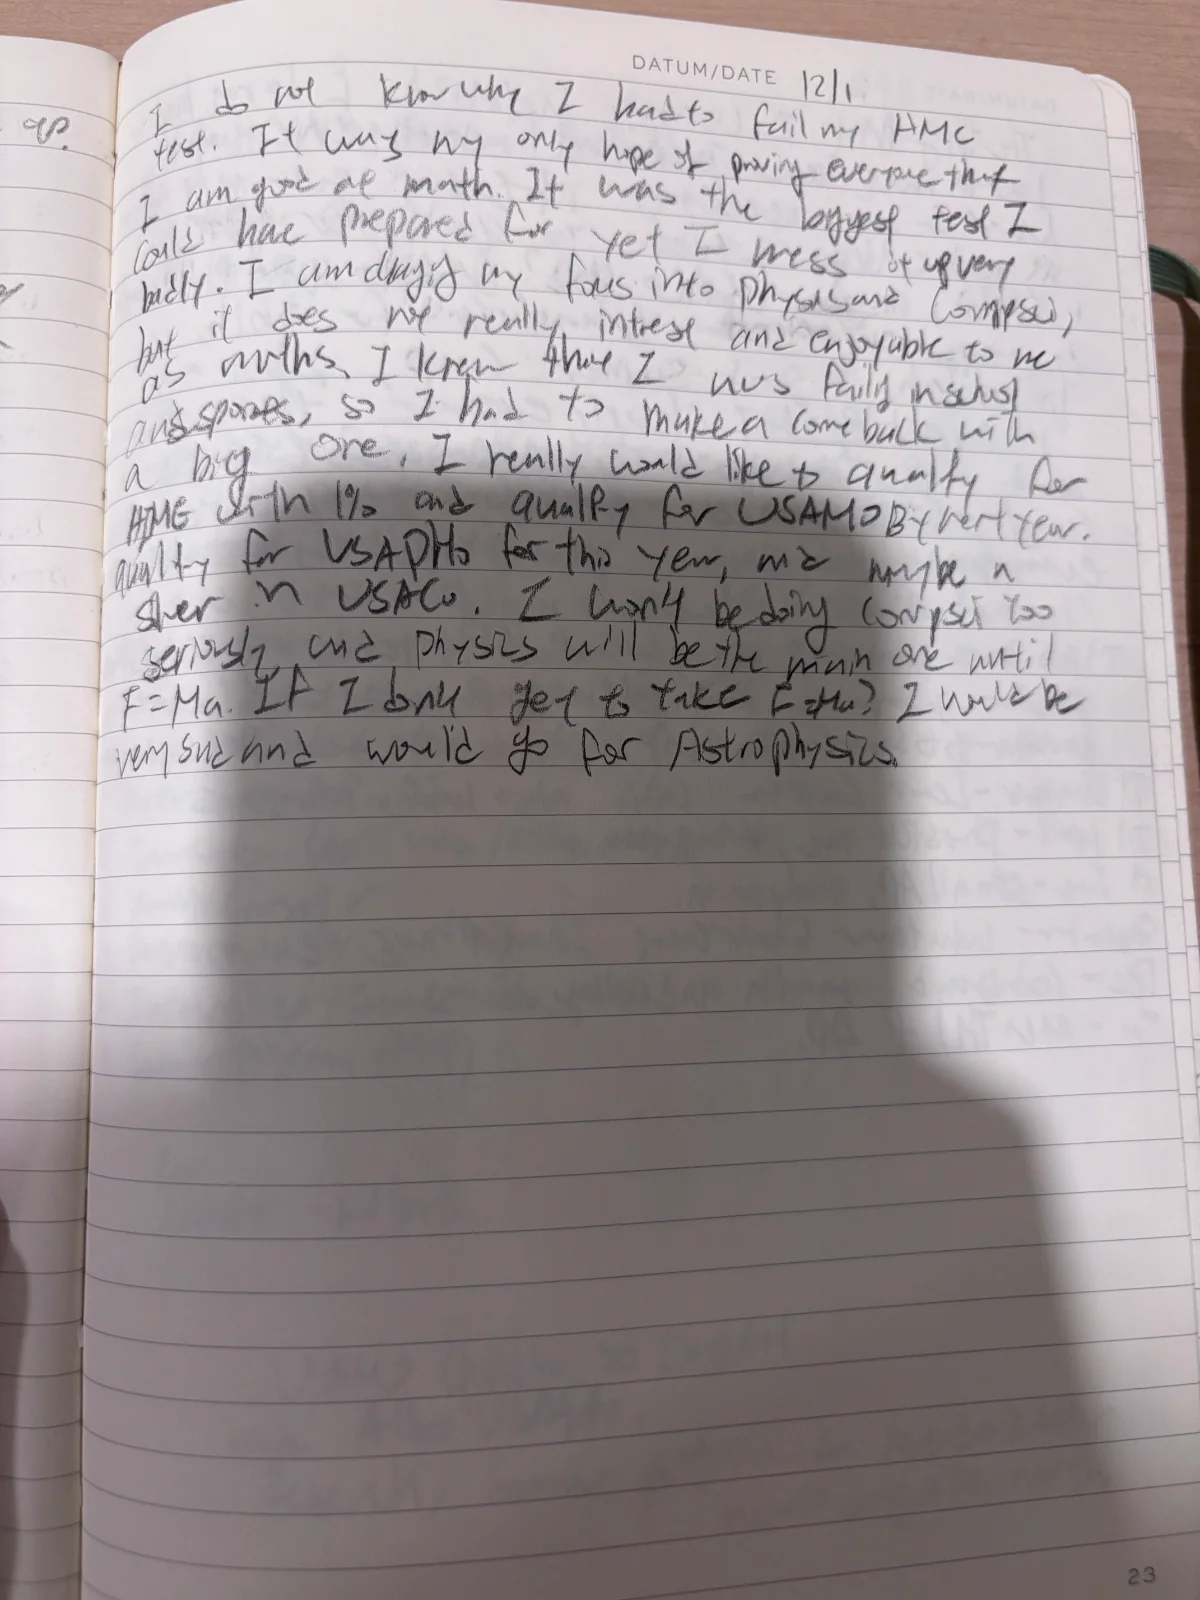 DATUM/DATE 12/1
I do not know why I had to fail my AMC
test. It was my only hope of proving everyone that
I am good at math. It was the biggest test I
could have prepared for yet I mess it up very
badly. I am my focus into physics and Compsci,
but it does not really intrest and enjoyable to me
as maths. I knew that I was failing in school
and sports, so I had to make a come back with
a big one. I really would like to qualify for
AIME with 1% and qualify for USAMO By next year.
qualify for USAPHO for this year, and maybe a
silver in USACO. I won't be doing compsci too
seriously and physics will be the main one until
F=Ma. If I don't get to take F=Ma? I would be
very sad and would go for Astrophysics.
23